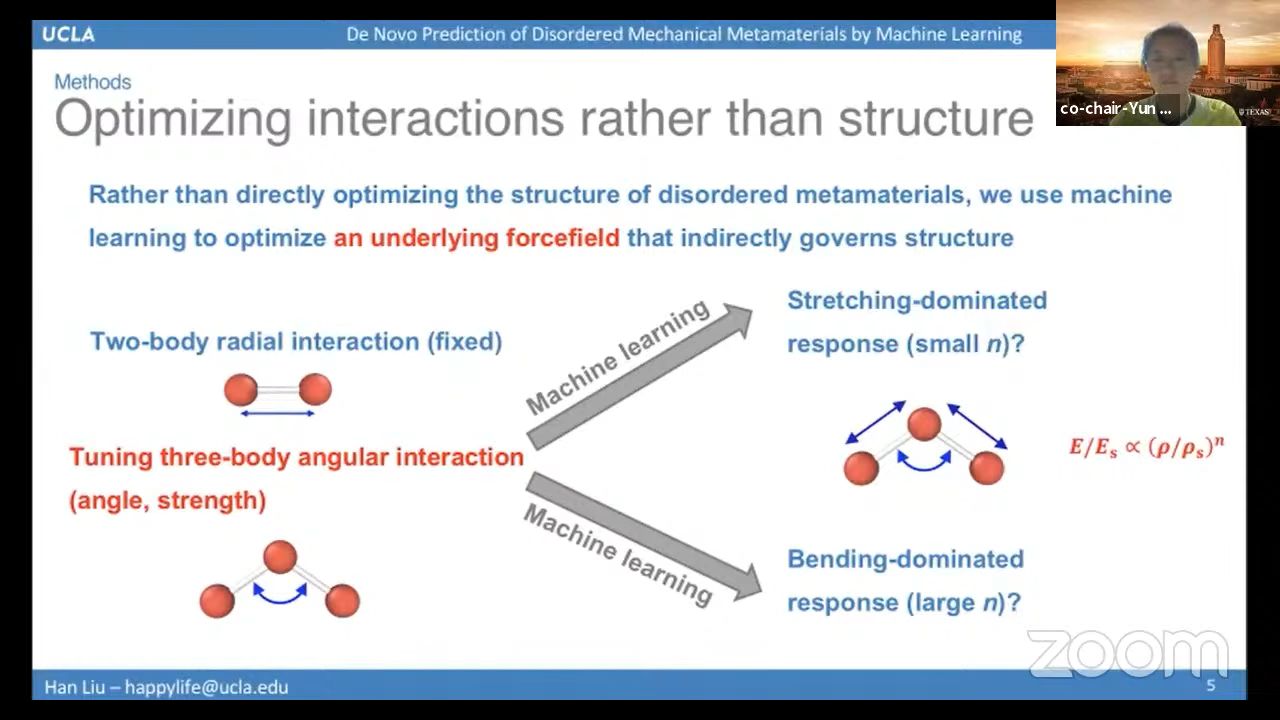 UCLA
De Novo Prediction of Disordered Mechanical Metamaterials by Machine Learning
co-chair-Yun ...
TEXAS
Methods
Optimizing interactions rather than structure
Rather than directly optimizing the structure of disordered metamaterials, we use machine
learning to optimize an underlying forcefield that indirectly governs structure
Two-body radial interaction (fixed)
Tuning three-body angular interaction
(angle, strength)
Machine learning
Machine learning
Stretching-dominated
response (small n)?
E/Eₛ ∝ (ρ/ρₛ)ⁿ
Bending-dominated
response (large n)?
zoom
Han Liu – happylife@ucla.edu
5